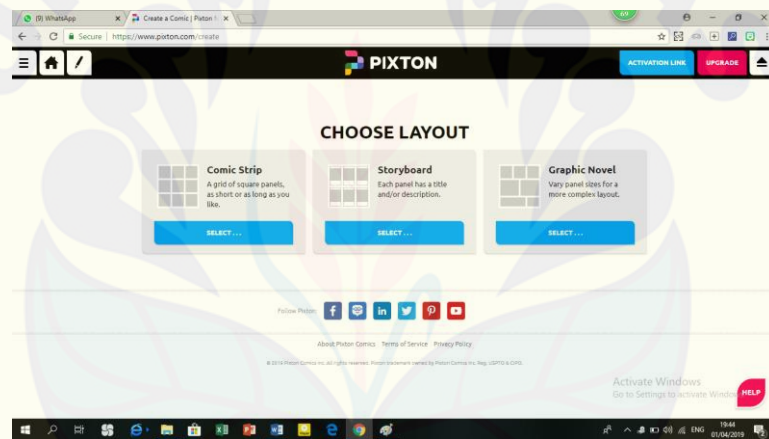 (9) WhatsApp
Create a Comic | Pixton
69
Secure https://www.pixton.com/create
PIXTON
ACTIVATION LINK
UPGRADE
CHOOSE LAYOUT
Comic Strip
A grid of square panels,
as short or as long as you
like.
SELECT ...
Storyboard
Each panel has a title
and/or description.
SELECT ...
Graphic Novel
Vary panel sizes for a
more complex layout.
SELECT ...
Follow Pixton:
About Pixton Comics Terms of Service Privacy Policy
Activate Windows
Go to Settings to activate
HELP
ENG
19:44
01/04/2019